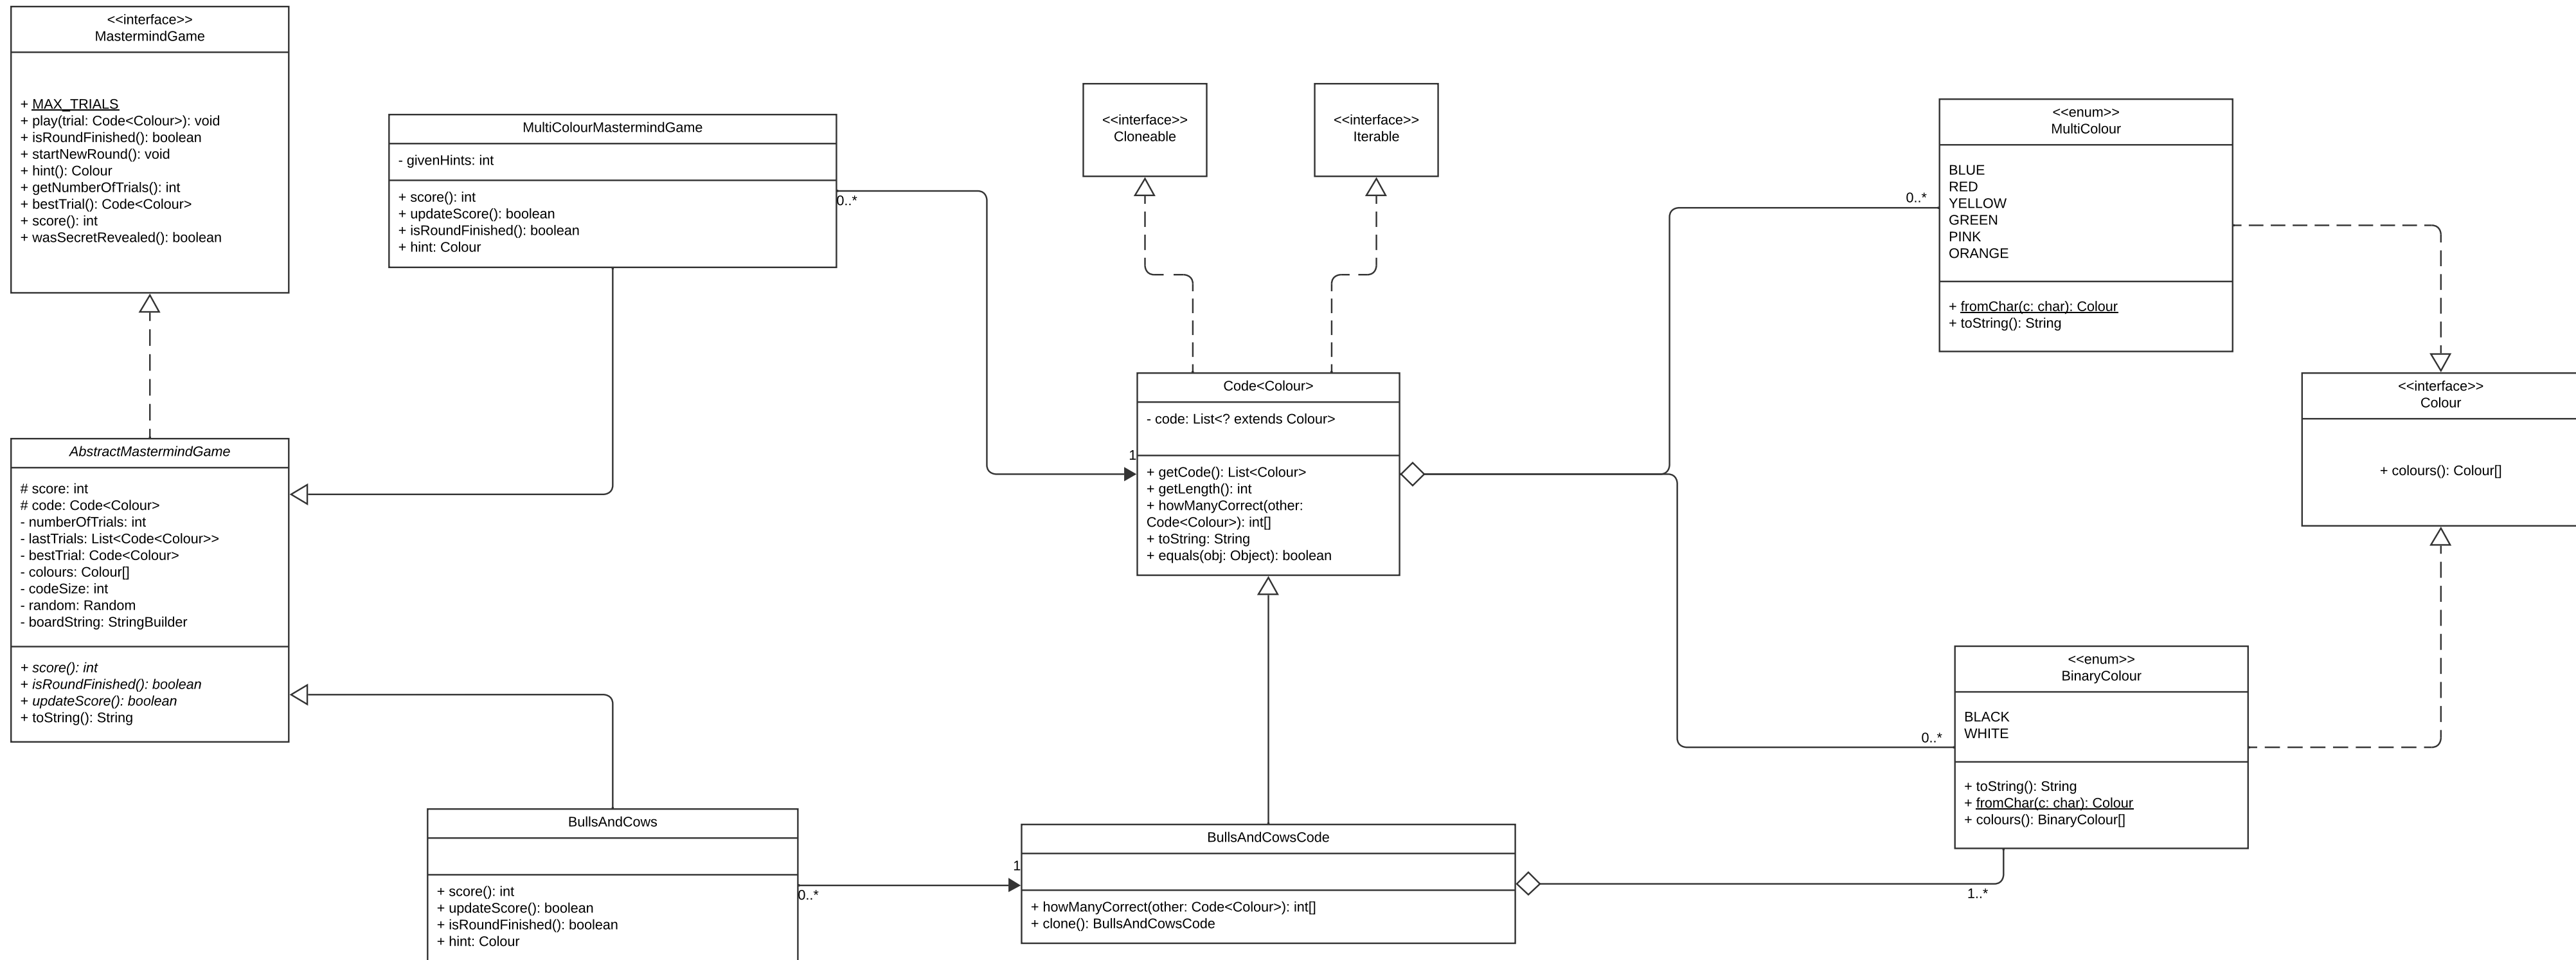 <<interface>>
MastermindGame
+ MAX_TRIALS
+ play(trial: Code<Colour>): void
+ isRoundFinished(): boolean
+ startNewRound(): void
+ hint(): Colour
+ getNumberOfTrials(): int
+ bestTrial(): Code<Colour>
+ score(): int
+ wasSecretRevealed(): boolean
MultiColourMastermindGame
- givenHints: int
+ score(): int
+ updateScore(): boolean
+ isRoundFinished(): boolean
+ hint: Colour
0..*
<<interface>>
Cloneable
<<interface>>
Iterable
<<enum>>
MultiColour
BLUE
RED
YELLOW
GREEN
PINK
ORANGE
+ fromChar(c: char): Colour
+ toString(): String
0..*
Code<Colour>
- code: List<? extends Colour>
+ getCode(): List<Colour>
+ getLength(): int
+ howManyCorrect(other:
Code<Colour>): int[]
+ toString: String
+ equals(obj: Object): boolean
1
<<interface>>
Colour
+ colours(): Colour[]
AbstractMastermindGame
# score: int
# code: Code<Colour>
- numberOfTrials: int
- lastTrials: List<Code<Colour>>
- bestTrial: Code<Colour>
- colours: Colour[]
- codeSize: int
- random: Random
- boardString: StringBuilder
+ score(): int
+ isRoundFinished(): boolean
+ updateScore(): boolean
+ toString(): String
<<enum>>
BinaryColour
BLACK
WHITE
+ toString(): String
+ fromChar(c: char): Colour
+ colours(): BinaryColour[]
0..*
1..*
BullsAndCows
+ score(): int
+ updateScore(): boolean
+ isRoundFinished(): boolean
+ hint: Colour
0..*
1
BullsAndCowsCode
+ howManyCorrect(other: Code<Colour>): int[]
+ clone(): BullsAndCowsCode